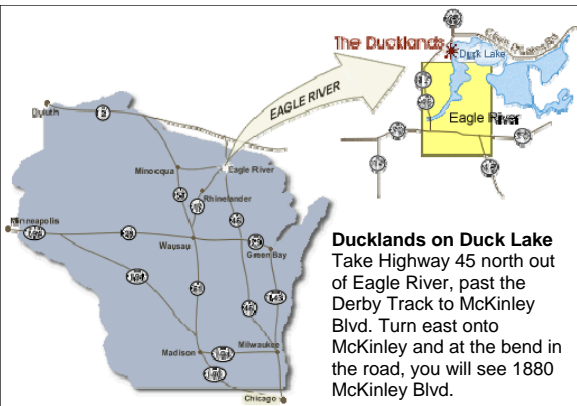 The Ducklands
Duck Lake
Eagle River
EAGLE RIVER
Duluth
2
Minocqua
Eagle River
Rhinelander
Minneapolis
Wausau
Green Bay
Madison
Milwaukee
Chicago
Ducklands on Duck Lake
Take Highway 45 north out
of Eagle River, past the
Derby Track to McKinley
Blvd. Turn east onto
McKinley and at the bend in
the road, you will see 1880
McKinley Blvd.